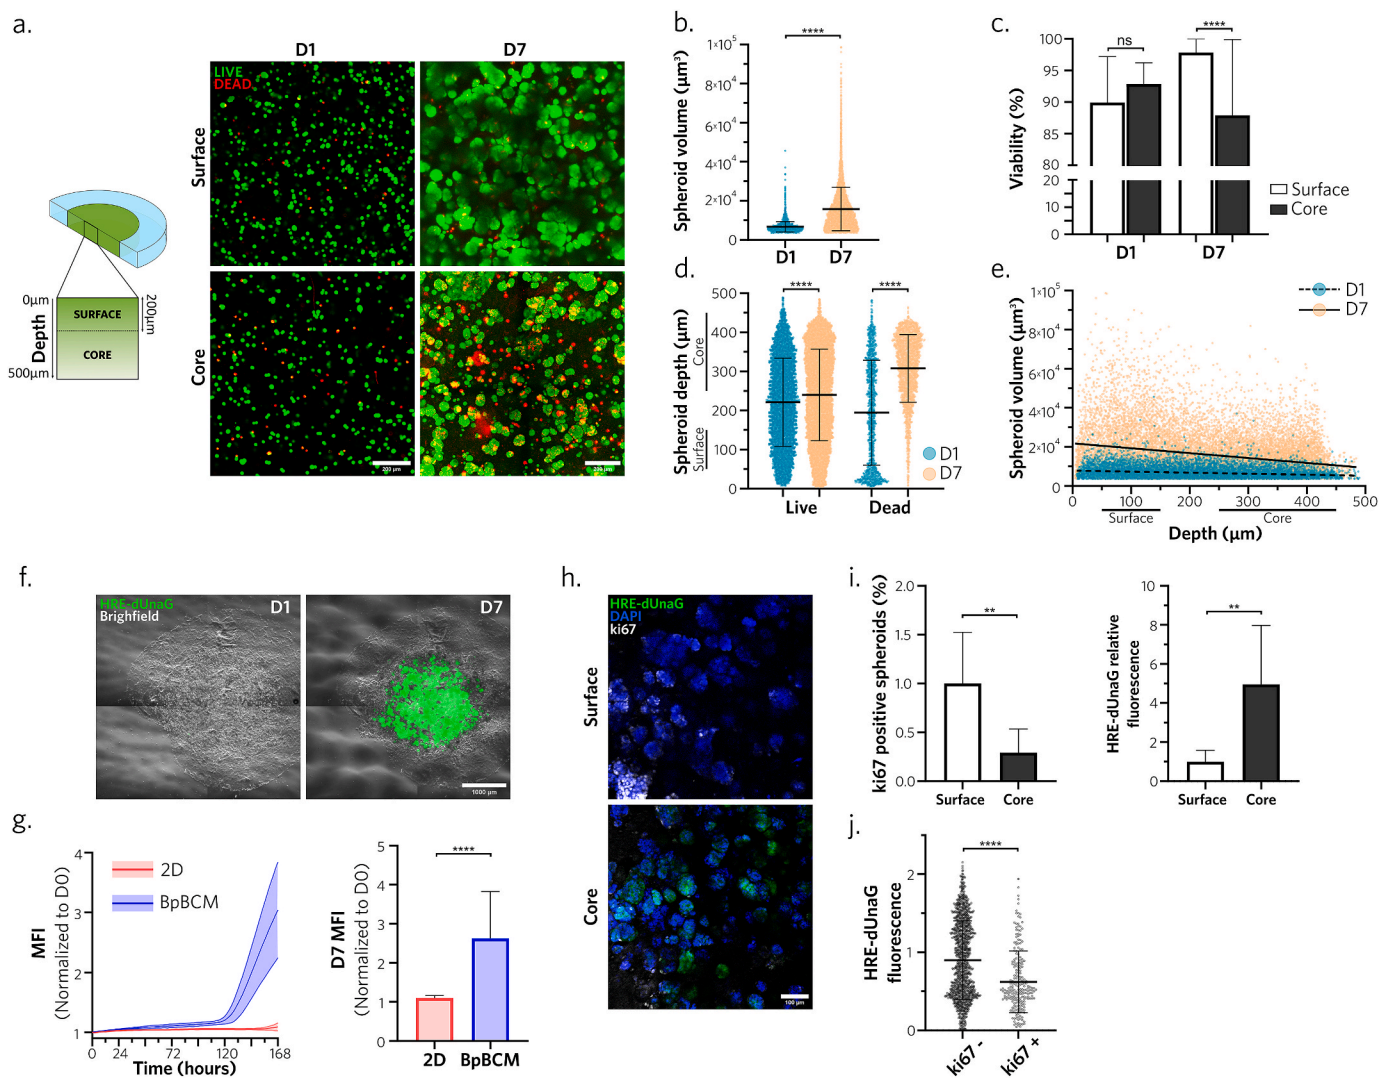 a.
D1
D7
LIVE
DEAD
Surface
Core
0µm
Depth
500µm
SURFACE
CORE
200µm
200 µm
200 µm
b.
Spheroid volume (µm³)
1×10⁵
8×10⁴
6×10⁴
4×10⁴
2×10⁴
0
****
D1
D7
c.
Viability (%)
100
95
90
85
80
20
15
10
5
0
ns
****
D1
D7
Surface
Core
d.
Spheroid depth (µm)
Surface
Core
500
400
300
200
100
0
****
****
D1
D7
Live
Dead
e.
Spheroid volume (µm³)
1×10⁵
8×10⁴
6×10⁴
4×10⁴
2×10⁴
0
D1
D7
0
100
200
300
400
500
Surface
Core
Depth (µm)
f.
HRE-dUnaG
Brighfield
D1
D7
1000 µm
g.
MFI
(Normalized to D0)
4
3
2
1
2D
BpBCM
0
24
72
120
168
Time (hours)
D7 MFI
(Normalized to D0)
5
4
3
2
1
0
****
2D
BpBCM
h.
HRE-dUnaG
DAPI
ki67
Surface
Core
100 µm
i.
ki67 positive spheroids (%)
2.0
1.5
1.0
0.5
0.0
**
Surface
Core
HRE-dUnaG relative
fluorescence
10
8
6
4
2
0
**
Surface
Core
j.
HRE-dUnaG
fluorescence
2
1
0
****
ki67 -
ki67 +